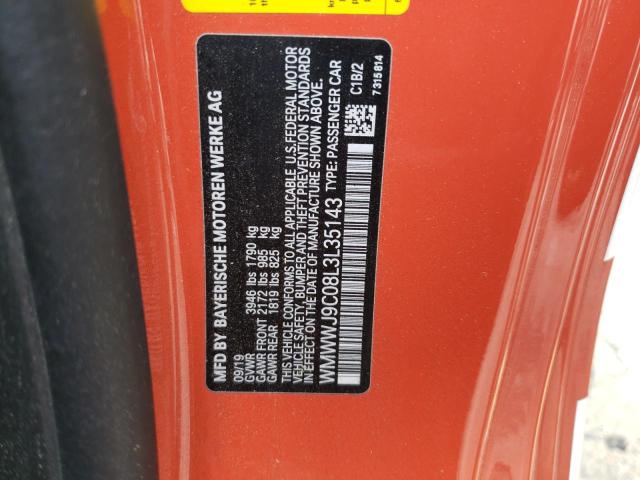 MFD BY BAYERISCHE MOTOREN WERKE AG
09/19
GVWR 3946 lbs 1790 kg
GAWR FRONT 2172 lbs 985 kg
GAWR REAR 1819 lbs 825 kg
THIS VEHICLE CONFORMS TO ALL APPLICABLE U.S.FEDERAL MOTOR
VEHICLE SAFETY, BUMPER AND THEFT PREVENTION STANDARDS
IN EFFECT ON THE DATE OF MANUFACTURE SHOWN ABOVE.
WMWWJ9C08L3L35143 TYPE: PASSENGER CAR
C1B/2
7 315 814